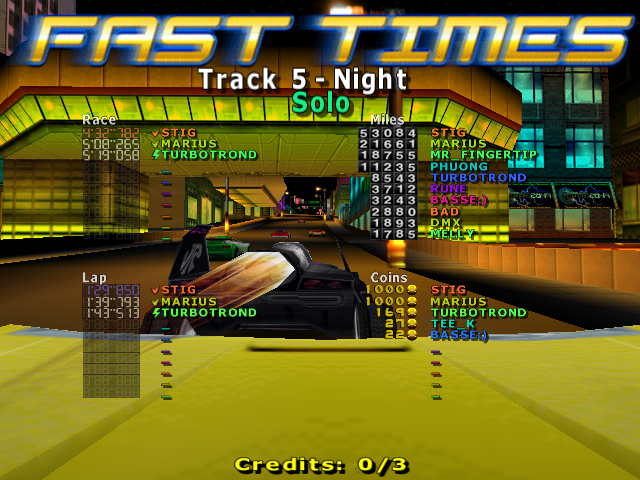 FAST TIMES
Track 5 - Night
Solo
Race
4:32"782 STIG
5:08"265 MARIUS
5:19"058 TURBOTROND
Miles
53084 STIG
21661 MARIUS
18755 MR_FINGERTIP
11235 PHUONG
8543 TURBOTROND
3712 RUNE
3243 BASSE:)
2880 BAD
1893 DMX
1785 MELLY
Lap
1'29"850 STIG
1'39"793 MARIUS
1'43"573 TURBOTROND
Coins
1000 STIG
1000 MARIUS
169 TURBOTROND
27 TEE_K
22 BASSE:)
Credits: 0/3